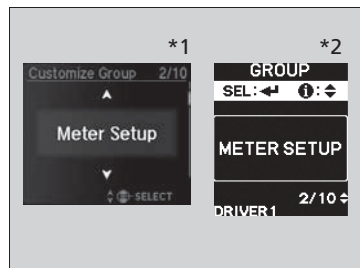 *1
Customize Group 2/10
Meter Setup
-SELECT
*2
GROUP
SEL: :
METER SETUP
2/10
DRIVER1